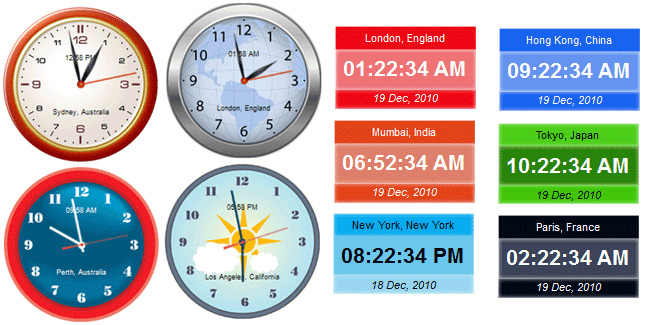 12:58 PM
Sydney, Australia
01:58 AM
London, England
09:58 AM
Perth, Australia
05:58 PM
Los Angeles, California
London, England
01:22:34 AM
19 Dec, 2010
Hong Kong, China
09:22:34 AM
19 Dec, 2010
Mumbai, India
06:52:34 AM
19 Dec, 2010
Tokyo, Japan
10:22:34 AM
19 Dec, 2010
New York, New York
08:22:34 PM
18 Dec, 2010
Paris, France
02:22:34 AM
19 Dec, 2010